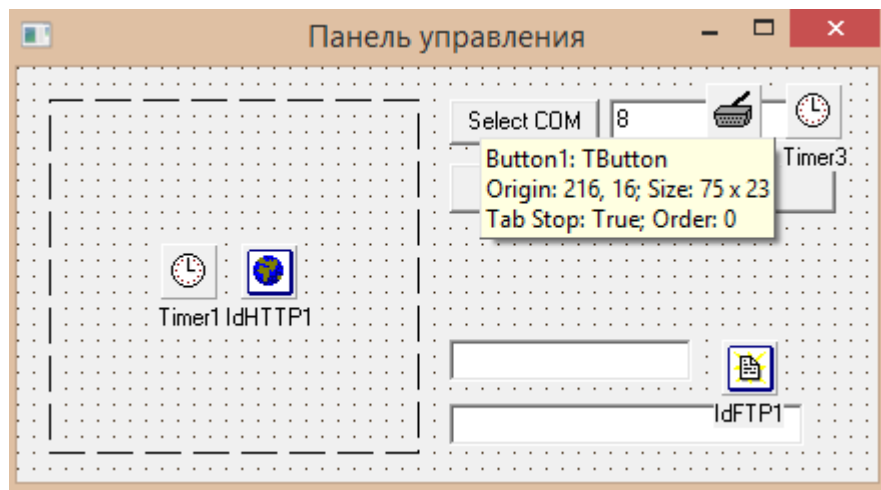 Панель управления
Select COM
8
Timer3
Button1: TButton
Origin: 216, 16; Size: 75 x 23
Tab Stop: True; Order: 0
Timer1
IdHTTP1
IdFTP1